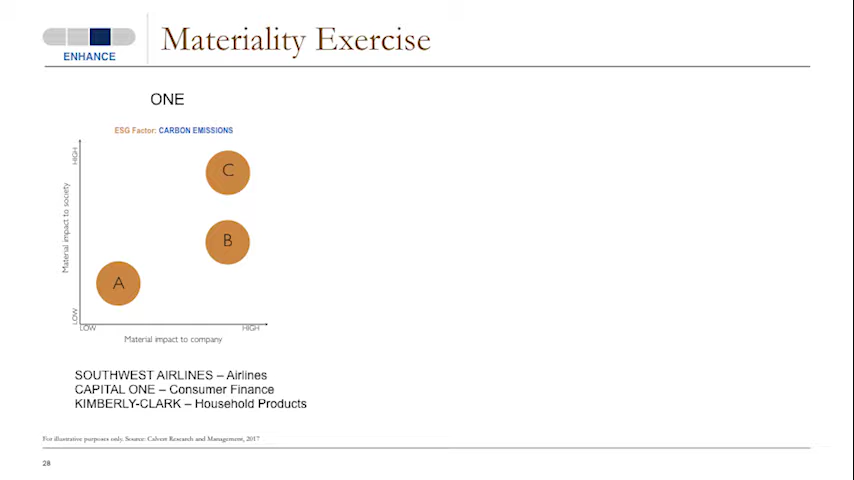 ENHANCE
Materiality Exercise
ONE
ESG Factor: CARBON EMISSIONS
HIGH
Material impact to society
LOW
C
B
A
LOW
HIGH
Material impact to company
SOUTHWEST AIRLINES – Airlines
CAPITAL ONE – Consumer Finance
KIMBERLY-CLARK – Household Products
For illustrative purposes only. Source: Calvert Research and Management, 2017
28